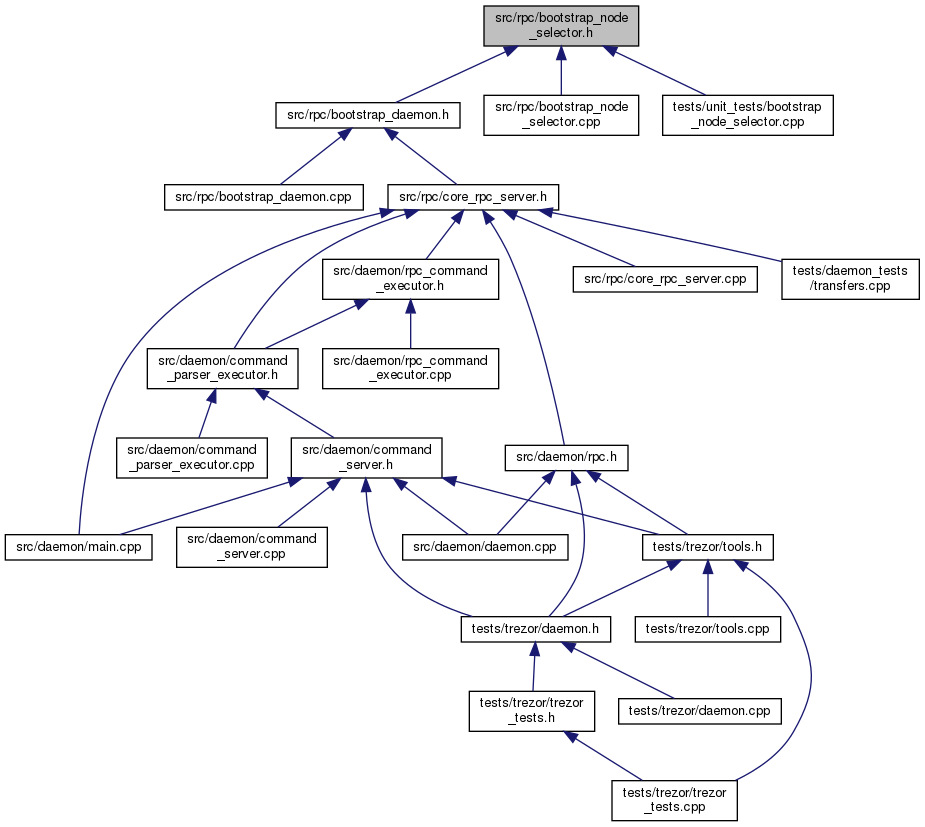 src/rpc/bootstrap_node
_selector.h
src/rpc/bootstrap_daemon.h
src/rpc/bootstrap_node
_selector.cpp
tests/unit_tests/bootstrap
_node_selector.cpp
src/rpc/bootstrap_daemon.cpp
src/rpc/core_rpc_server.h
src/daemon/rpc_command
_executor.h
src/rpc/core_rpc_server.cpp
tests/daemon_tests
/transfers.cpp
src/daemon/command
_parser_executor.h
src/daemon/rpc_command
_executor.cpp
src/daemon/command
_parser_executor.cpp
src/daemon/command
_server.h
src/daemon/rpc.h
src/daemon/main.cpp
src/daemon/command
_server.cpp
src/daemon/daemon.cpp
tests/trezor/tools.h
tests/trezor/daemon.h
tests/trezor/tools.cpp
tests/trezor/trezor
_tests.h
tests/trezor/daemon.cpp
tests/trezor/trezor
_tests.cpp